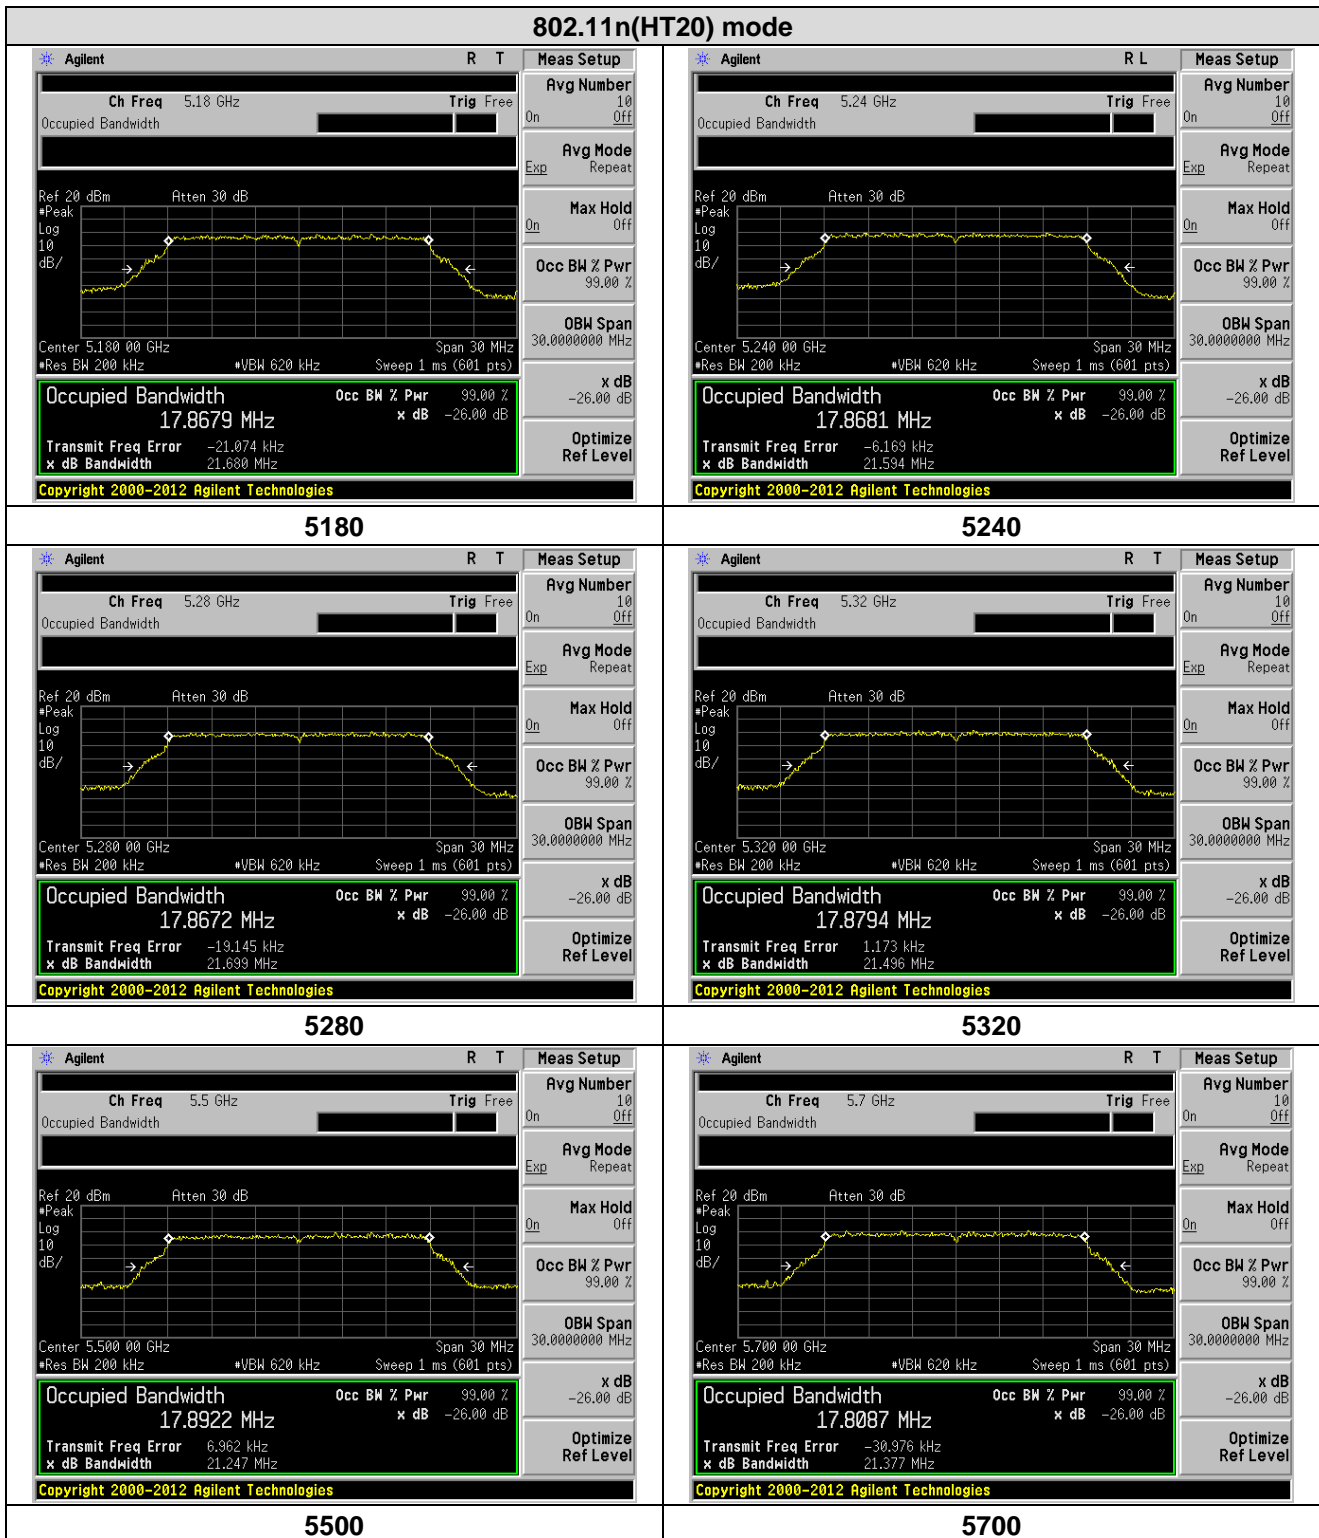 802.11n(HT20) mode
Agilent R T Meas Setup
Ch Freq 5.18 GHz Trig Free
Occupied Bandwidth
Ref 20 dBm Atten 30 dB
#Peak
Log
10
dB/
Center 5.180 00 GHz Span 30 MHz
#Res BW 200 kHz #VBW 620 kHz Sweep 1 ms (601 pts)
Occupied Bandwidth Occ BW % Pwr 99.00 %
17.8679 MHz x dB -26.00 dB
Transmit Freq Error -21.074 kHz
x dB Bandwidth 21.680 MHz
Copyright 2000-2012 Agilent Technologies
Avg Number
10
On Off
Avg Mode
Exp Repeat
Max Hold
On Off
Occ BW % Pwr
99.00 %
OBW Span
30.0000000 MHz
x dB
-26.00 dB
Optimize
Ref Level
5180
Agilent R L Meas Setup
Ch Freq 5.24 GHz Trig Free
Occupied Bandwidth
Ref 20 dBm Atten 30 dB
#Peak
Log
10
dB/
Center 5.240 00 GHz Span 30 MHz
#Res BW 200 kHz #VBW 620 kHz Sweep 1 ms (601 pts)
Occupied Bandwidth Occ BW % Pwr 99.00 %
17.8681 MHz x dB -26.00 dB
Transmit Freq Error -6.169 kHz
x dB Bandwidth 21.594 MHz
Copyright 2000-2012 Agilent Technologies
Avg Number
10
On Off
Avg Mode
Exp Repeat
Max Hold
On Off
Occ BW % Pwr
99.00 %
OBW Span
30.0000000 MHz
x dB
-26.00 dB
Optimize
Ref Level
5240
Agilent R T Meas Setup
Ch Freq 5.28 GHz Trig Free
Occupied Bandwidth
Ref 20 dBm Atten 30 dB
#Peak
Log
10
dB/
Center 5.280 00 GHz Span 30 MHz
#Res BW 200 kHz #VBW 620 kHz Sweep 1 ms (601 pts)
Occupied Bandwidth Occ BW % Pwr 99.00 %
17.8672 MHz x dB -26.00 dB
Transmit Freq Error -19.145 kHz
x dB Bandwidth 21.699 MHz
Copyright 2000-2012 Agilent Technologies
Avg Number
10
On Off
Avg Mode
Exp Repeat
Max Hold
On Off
Occ BW % Pwr
99.00 %
OBW Span
30.0000000 MHz
x dB
-26.00 dB
Optimize
Ref Level
5280
Agilent R T Meas Setup
Ch Freq 5.32 GHz Trig Free
Occupied Bandwidth
Ref 20 dBm Atten 30 dB
#Peak
Log
10
dB/
Center 5.320 00 GHz Span 30 MHz
#Res BW 200 kHz #VBW 620 kHz Sweep 1 ms (601 pts)
Occupied Bandwidth Occ BW % Pwr 99.00 %
17.8794 MHz x dB -26.00 dB
Transmit Freq Error 1.173 kHz
x dB Bandwidth 21.496 MHz
Copyright 2000-2012 Agilent Technologies
Avg Number
10
On Off
Avg Mode
Exp Repeat
Max Hold
On Off
Occ BW % Pwr
99.00 %
OBW Span
30.0000000 MHz
x dB
-26.00 dB
Optimize
Ref Level
5320
Agilent R T Meas Setup
Ch Freq 5.5 GHz Trig Free
Occupied Bandwidth
Ref 20 dBm Atten 30 dB
#Peak
Log
10
dB/
Center 5.500 00 GHz Span 30 MHz
#Res BW 200 kHz #VBW 620 kHz Sweep 1 ms (601 pts)
Occupied Bandwidth Occ BW % Pwr 99.00 %
17.8922 MHz x dB -26.00 dB
Transmit Freq Error 6.962 kHz
x dB Bandwidth 21.247 MHz
Copyright 2000-2012 Agilent Technologies
Avg Number
10
On Off
Avg Mode
Exp Repeat
Max Hold
On Off
Occ BW % Pwr
99.00 %
OBW Span
30.0000000 MHz
x dB
-26.00 dB
Optimize
Ref Level
5500
Agilent R T Meas Setup
Ch Freq 5.7 GHz Trig Free
Occupied Bandwidth
Ref 20 dBm Atten 30 dB
#Peak
Log
10
dB/
Center 5.700 00 GHz Span 30 MHz
#Res BW 200 kHz #VBW 620 kHz Sweep 1 ms (601 pts)
Occupied Bandwidth Occ BW % Pwr 99.00 %
17.8087 MHz x dB -26.00 dB
Transmit Freq Error -30.976 kHz
x dB Bandwidth 21.377 MHz
Copyright 2000-2012 Agilent Technologies
Avg Number
10
On Off
Avg Mode
Exp Repeat
Max Hold
On Off
Occ BW % Pwr
99.00 %
OBW Span
30.0000000 MHz
x dB
-26.00 dB
Optimize
Ref Level
5700